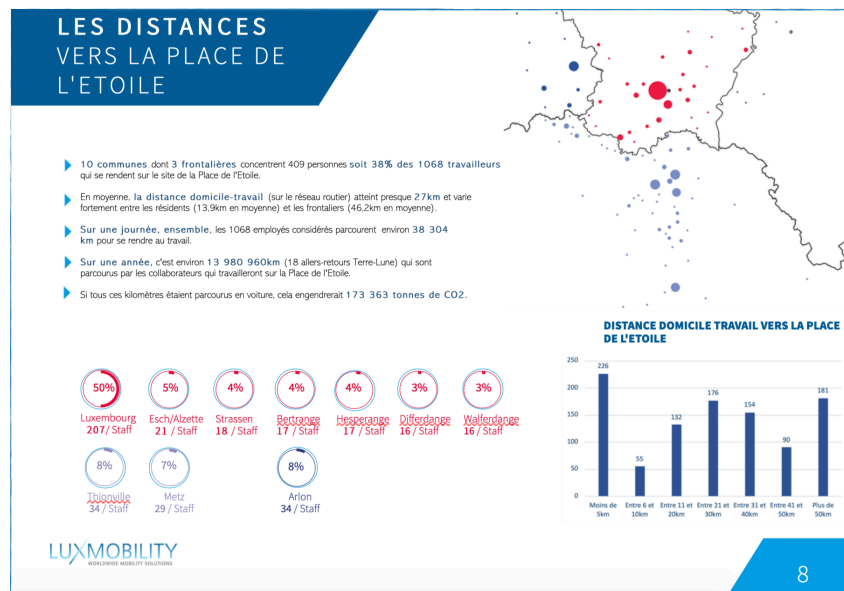 LES DISTANCES
VERS LA PLACE DE
L'ETOILE
10 communes dont 3 frontalières concentrent 409 personnes soit 38% des 1068 travailleurs
qui se rendent sur le site de la Place de l'Etoile.
En moyenne, la distance domicile-travail (sur le réseau routier) atteint presque 27km et varie
fortement entre les résidents (13,9km en moyenne) et les frontaliers (46,2km en moyenne).
Sur une journée, ensemble, les 1068 employés considérés parcourent environ 38 304
km pour se rendre au travail.
Sur une année, c'est environ 13 980 960km (18 allers-retours Terre-Lune) qui sont
parcourus par les collaborateurs qui travailleront sur la Place de l'Etoile.
Si tous ces kilomètres étaient parcourus en voiture, cela engendrerait 173 363 tonnes de CO2.
50% 5% 4% 4% 4% 3% 3%
Luxembourg Esch/Alzette Strassen Bertrange Hesperange Differdange Walferdange
207/ Staff 21 / Staff 18 / Staff 17 / Staff 17 / Staff 16 / Staff 16 / Staff
8% 7% 8%
Thionville Metz Arlon
34 / Staff 29 / Staff 34 / Staff
DISTANCE DOMICILE TRAVAIL VERS LA PLACE
DE L'ETOILE
250
200
150
100
50
0
226 55 132 176 154 90 181
Moins de Entre 6 et Entre 11 et Entre 21 et Entre 31 et Entre 41 et Plus de
5km 10km 20km 30km 40km 50km 50km
LUXMOBILITY
WORLDWIDE MOBILITY SOLUTIONS
8